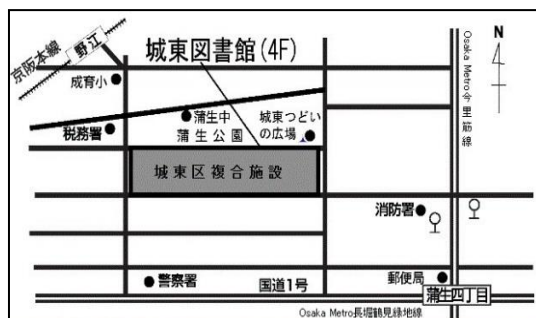 京阪本線
野江
成育小
城東図書館(4F)
N
Osaka Metro今里筋線
税務署
蒲生中
蒲生公園
城東つどい
の広場
城東区複合施設
消防署
警察署
国道1号
郵便局
蒲生四丁目
Osaka Metro長堀鶴見緑地線